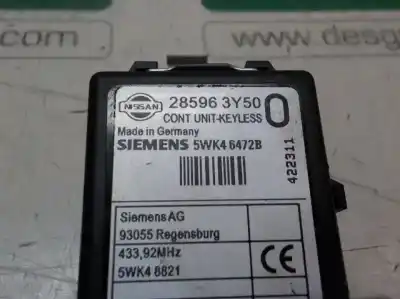 nt.com
www.desg
NISSAN
28596 3Y50 0
CONT UNIT-KEYLESS
Made in Germany
SIEMENS 5WK4 6472B
422311
Siemens AG
93055 Regensburg
433,92MHz
5WK4 8821
CE